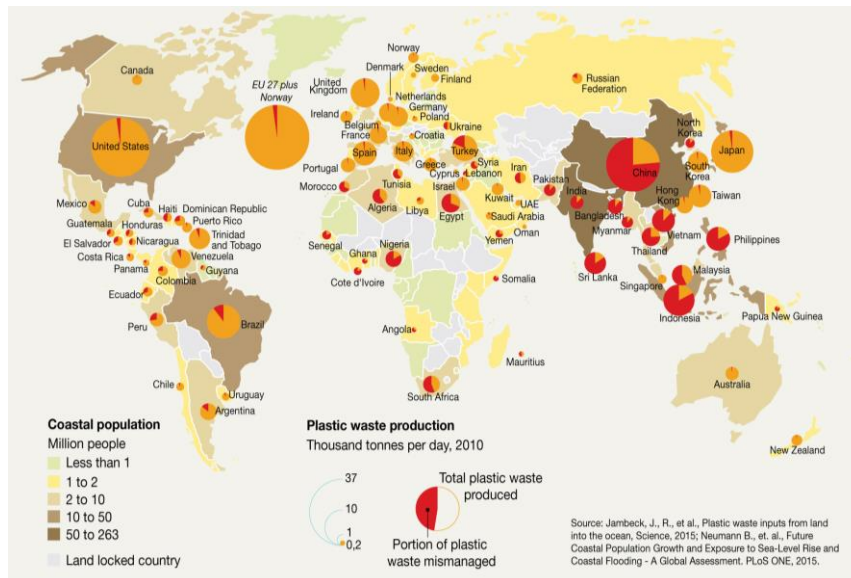 Canada
United States
EU 27 plus
Norway
Norway
Sweden
Finland
Denmark
United
Kingdom
Netherlands
Germany
Ireland
Poland
Belgium
France
Croatia
Ukraine
Russian
Federation
Portugal
Spain
Italy
Greece
Turkey
Cyprus
Syria
Lebanon
Israel
Iran
Kuwait
UAE
Saudi Arabia
Oman
Yemen
Morocco
Tunisia
Algeria
Libya
Egypt
Pakistan
India
Bangladesh
Myanmar
Sri Lanka
China
North
Korea
South
Korea
Japan
Hong
Kong
Taiwan
Vietnam
Thailand
Philippines
Malaysia
Singapore
Indonesia
Papua New Guinea
Australia
New Zealand
Mexico
Cuba
Haiti
Dominican Republic
Puerto Rico
Guatemala
Honduras
Trinidad
and Tobago
El Salvador
Nicaragua
Costa Rica
Venezuela
Panama
Guyana
Colombia
Ecuador
Peru
Brazil
Chile
Uruguay
Argentina
Senegal
Ghana
Nigeria
Cote d'Ivoire
Somalia
Angola
Mauritius
South Africa
Coastal population
Million people
Less than 1
1 to 2
2 to 10
10 to 50
50 to 263
Land locked country
Plastic waste production
Thousand tonnes per day, 2010
37
10
1
0,2
Total plastic waste
produced
Portion of plastic
waste mismanaged
Source: Jambeck, J., R., et al., Plastic waste inputs from land
into the ocean, Science, 2015; Neumann B., et. al., Future
Coastal Population Growth and Exposure to Sea-Level Rise and
Coastal Flooding - A Global Assessment. PLoS ONE, 2015.